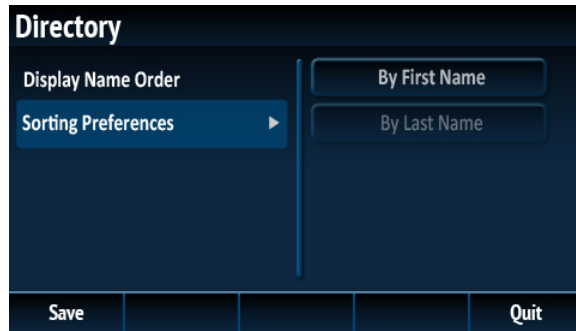 Directory
Display Name Order
Sorting Preferences
By First Name
By Last Name
Save
Quit